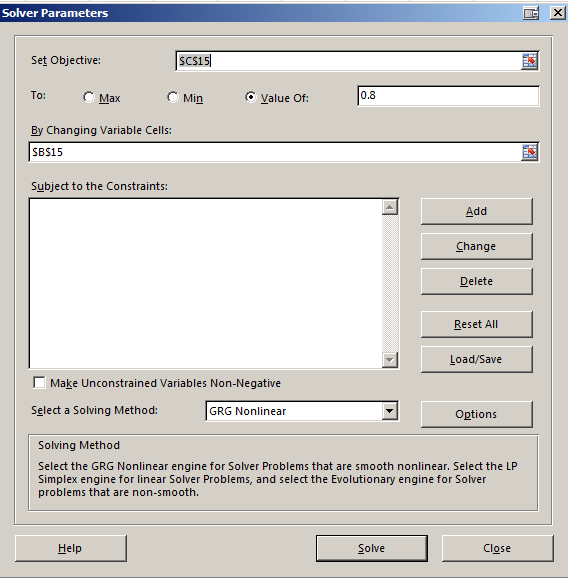 Solver Parameters
Set Objective: $C$15
To: Max Min Value Of: 0.8
By Changing Variable Cells:
$B$15
Subject to the Constraints:
Add
Change
Delete
Reset All
Load/Save
Make Unconstrained Variables Non-Negative
Select a Solving Method: GRG Nonlinear Options
Solving Method
Select the GRG Nonlinear engine for Solver Problems that are smooth nonlinear. Select the LP
Simplex engine for linear Solver Problems, and select the Evolutionary engine for Solver
problems that are non-smooth.
Help Solve Close